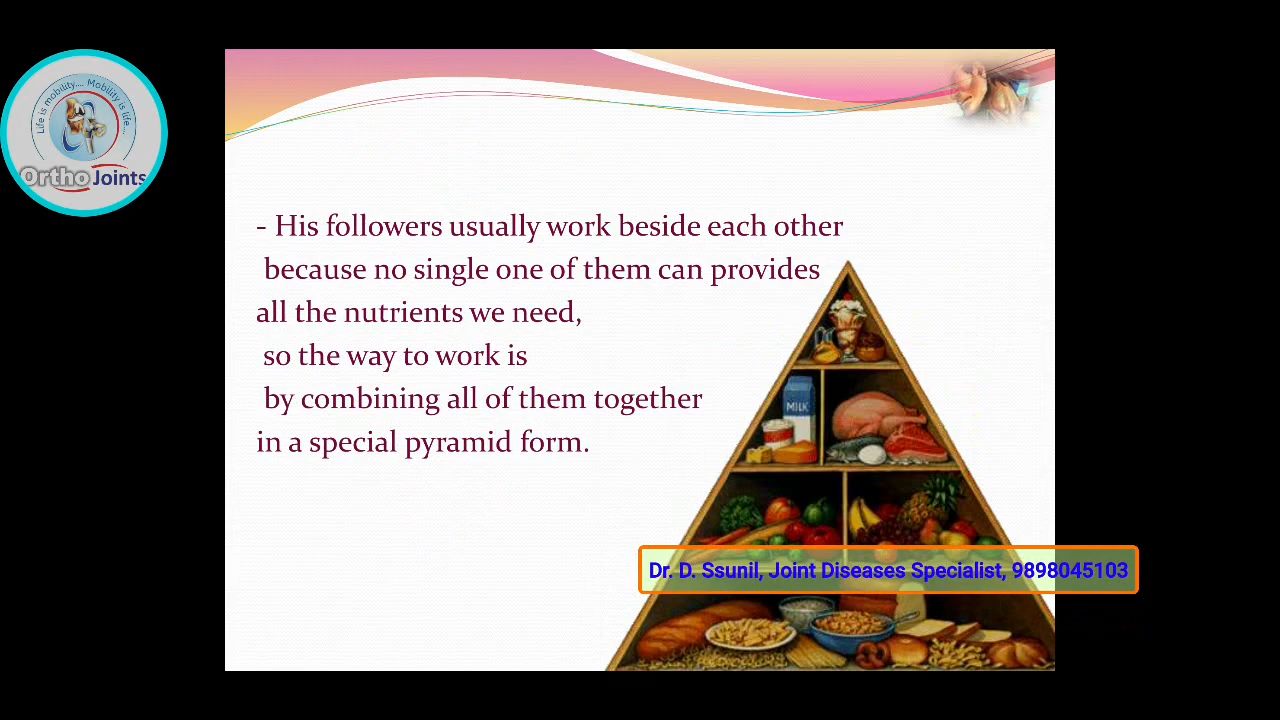 Life is mobility.... Mobility is life...
Ortho Joints
- His followers usually work beside each other
because no single one of them can provides
all the nutrients we need,
so the way to work is
by combining all of them together
in a special pyramid form.
MILK
Dr. D. Ssunil, Joint Diseases Specialist, 9898045103